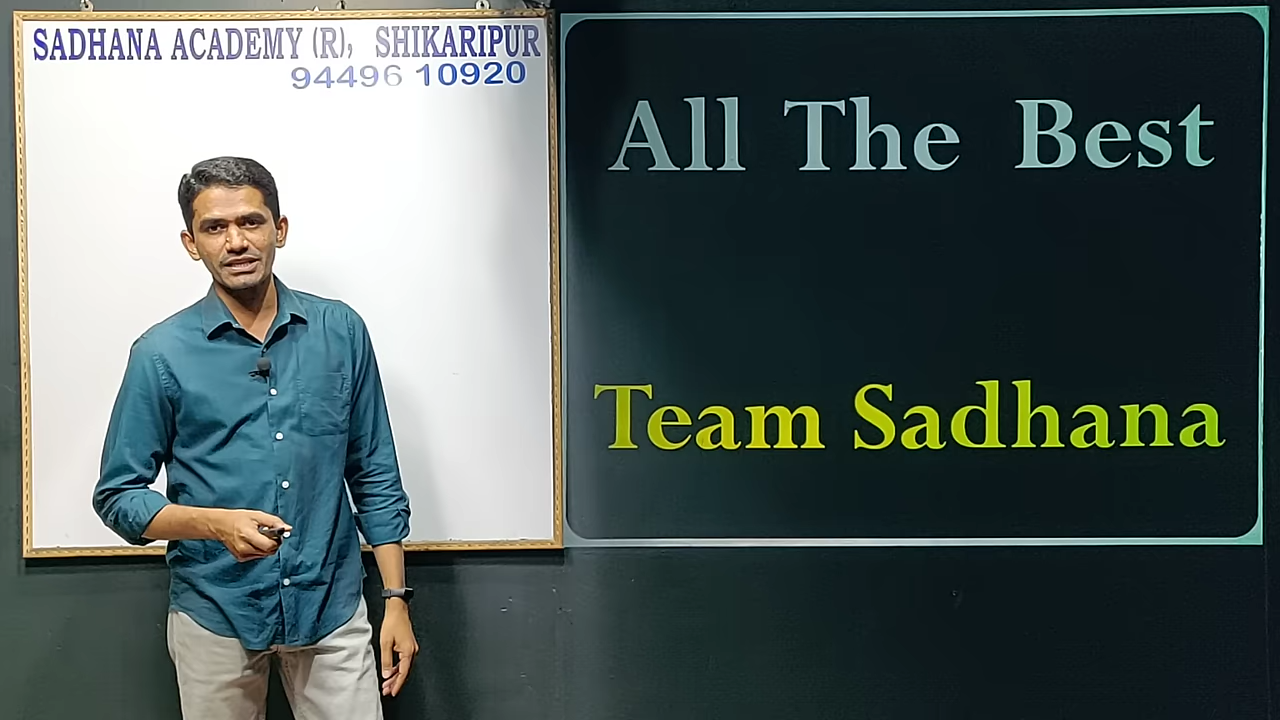 SADHANA ACADEMY (R), SHIKARIPUR
94496 10920
All The Best
Team Sadhana